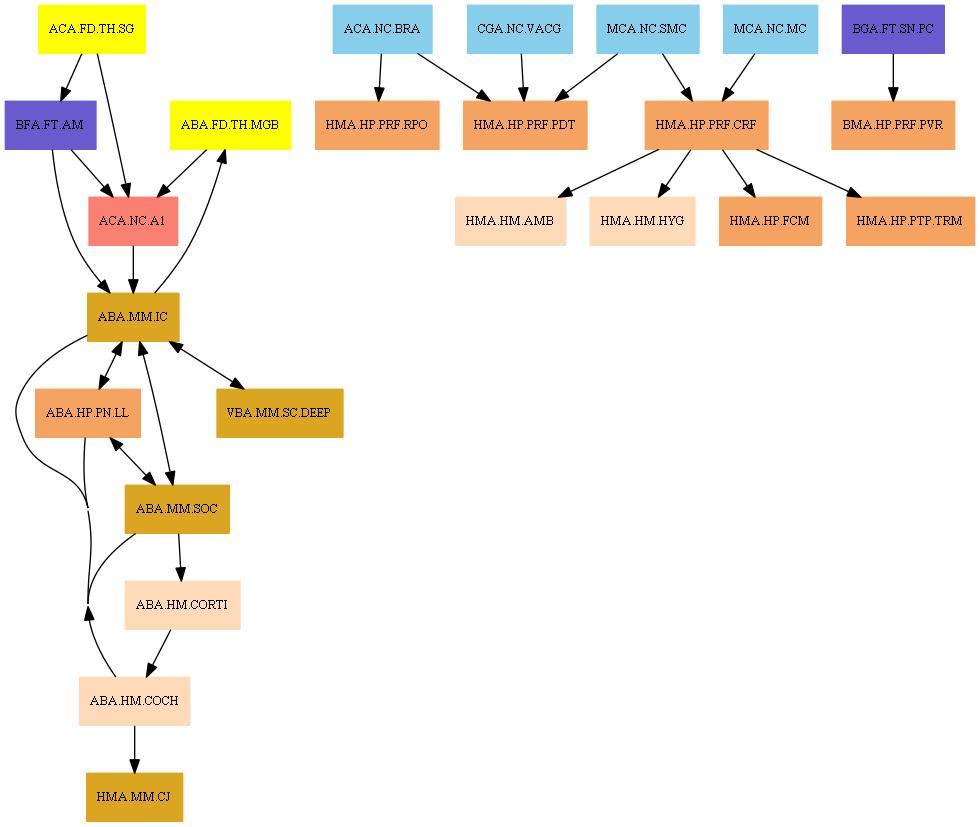 ACA.FD.TH.SG
ACA.NC.BRA
CGA.NC.VACG
MCA.NC.SMC
MCA.NC.MC
BGA.FT.SN.PC
BFA.FT.AM
ABA.FD.TH.MGB
HMA.HP.PRF.RPO
HMA.HP.PRF.PDT
HMA.HP.PRF.CRF
BMA.HP.PRF.PVR
ACA.NC.A1
HMA.HM.AMB
HMA.HM.HYG
HMA.HP.FCM
HMA.HP.PTP.TRM
ABA.MM.IC
ABA.HP.PN.LL
VBA.MM.SC.DEEP
ABA.MM.SOC
ABA.HM.CORTI
ABA.HM.COCH
HMA.MM.CJ